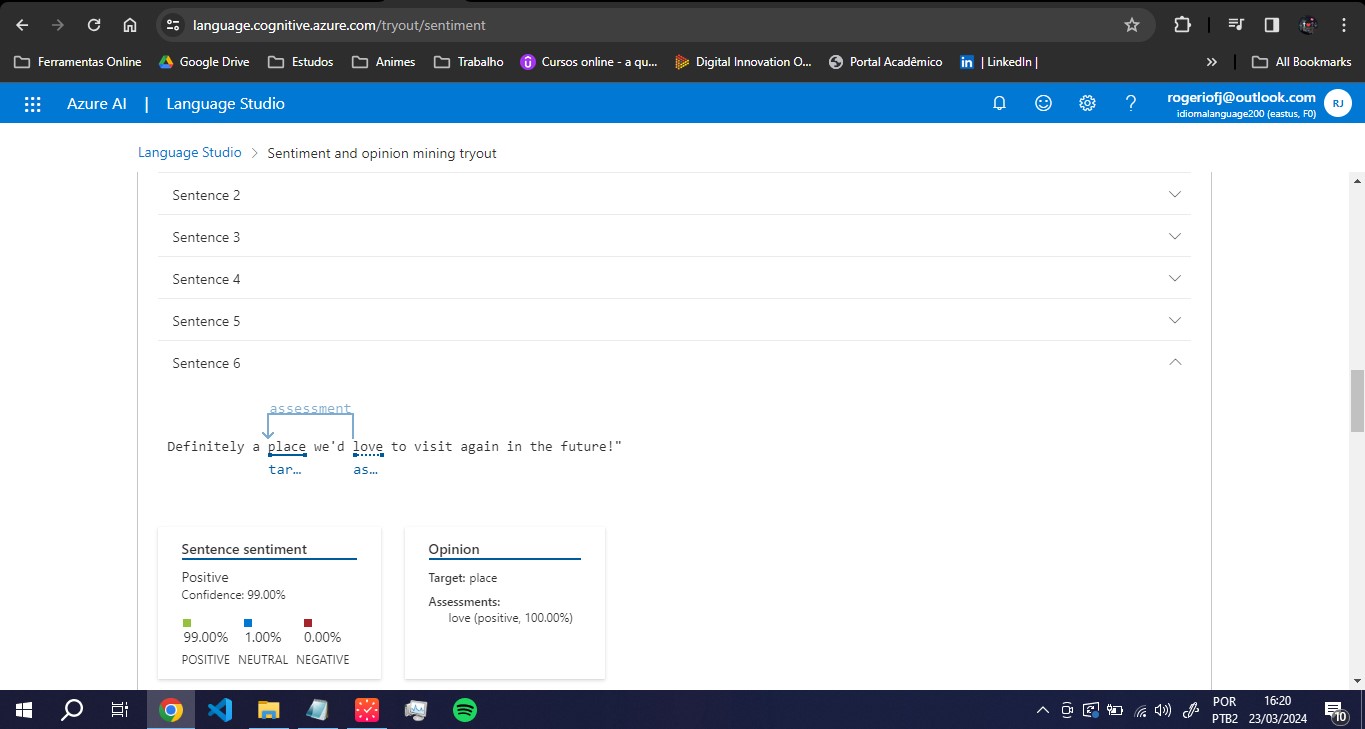 language.cognitive.azure.com/tryout/sentiment
Ferramentas Online Google Drive Estudos Animes Trabalho Cursos online - a qu... Digital Innovation O... Portal Acadêmico | LinkedIn | » All Bookmarks
Azure AI | Language Studio ? rogeriofj@outlook.com RJ
idiomalanguage200 (eastus, F0)
Language Studio > Sentiment and opinion mining tryout
Sentence 2
Sentence 3
Sentence 4
Sentence 5
Sentence 6
assessment
Definitely a place we'd love to visit again in the future!"
tar... as...
Sentence sentiment
Positive
Confidence: 99.00%
99.00% 1.00% 0.00%
POSITIVE NEUTRAL NEGATIVE
Opinion
Target: place
Assessments:
love (positive, 100.00%)
POR 16:20
PTB2 23/03/2024 10